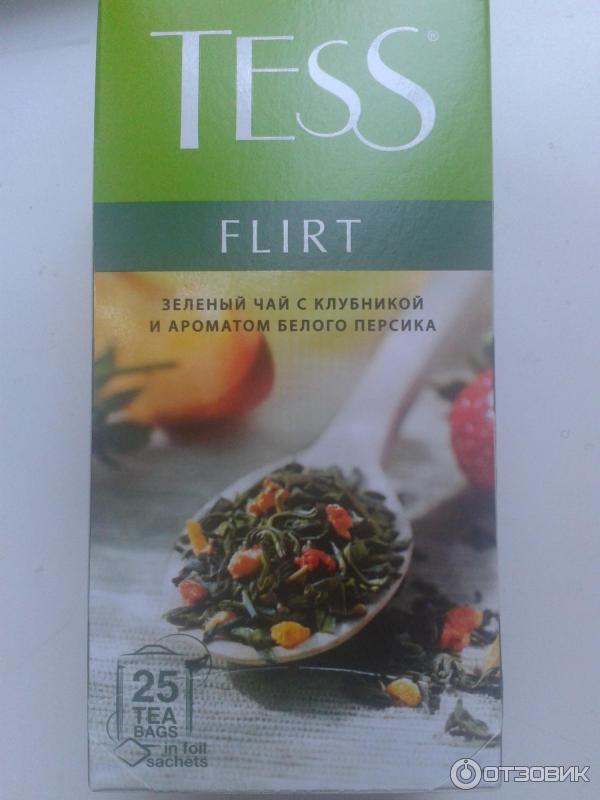 TESS®
FLIRT
ЗЕЛЕНЫЙ ЧАЙ С КЛУБНИКОЙ
И АРОМАТОМ БЕЛОГО ПЕРСИКА
25
TEA
BAGS
in foil
sachets
ОТЗОВИК